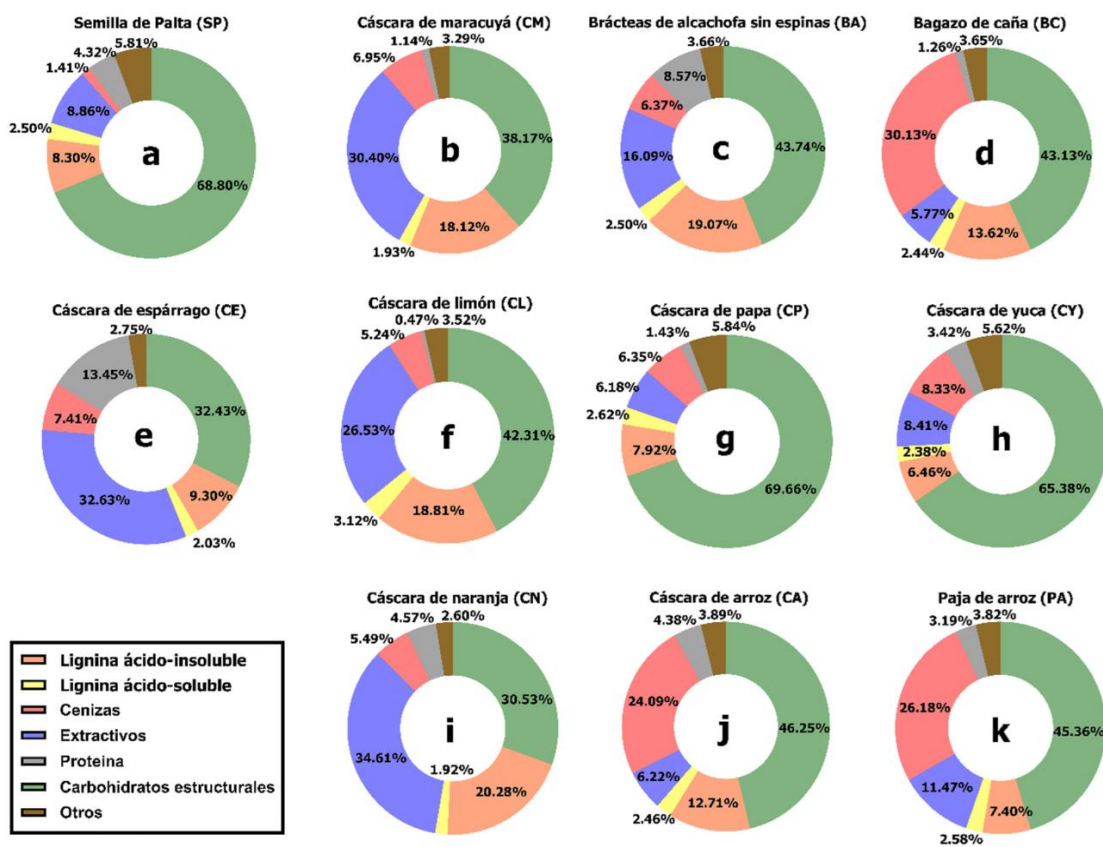 Semilla de Palta (SP)
5.81%
4.32%
1.41%
8.86%
2.50%
8.30%
68.80%
a
Cáscara de maracuyá (CM)
1.14%
3.29%
6.95%
30.40%
38.17%
18.12%
1.93%
b
Brácteas de alcachofa sin espinas (BA)
3.66%
8.57%
6.37%
16.09%
43.74%
2.50%
19.07%
c
Bagazo de caña (BC)
1.26%
3.65%
30.13%
43.13%
5.77%
2.44%
13.62%
d
Cáscara de espárrago (CE)
2.75%
13.45%
7.41%
32.43%
32.63%
9.30%
2.03%
e
Cáscara de limón (CL)
0.47%
3.52%
5.24%
26.53%
42.31%
3.12%
18.81%
f
Cáscara de papa (CP)
1.43%
5.84%
6.35%
6.18%
2.62%
7.92%
69.66%
g
Cáscara de yuca (CY)
3.42%
5.62%
8.33%
8.41%
2.38%
6.46%
65.38%
h
Cáscara de naranja (CN)
4.57%
2.60%
5.49%
30.53%
34.61%
1.92%
20.28%
i
Cáscara de arroz (CA)
4.38%
3.89%
24.09%
46.25%
6.22%
2.46%
12.71%
j
Paja de arroz (PA)
3.19%
3.82%
26.18%
45.36%
11.47%
2.58%
7.40%
k
Lignina ácido-insoluble
Lignina ácido-soluble
Cenizas
Extractivos
Proteina
Carbohidratos estructurales
Otros